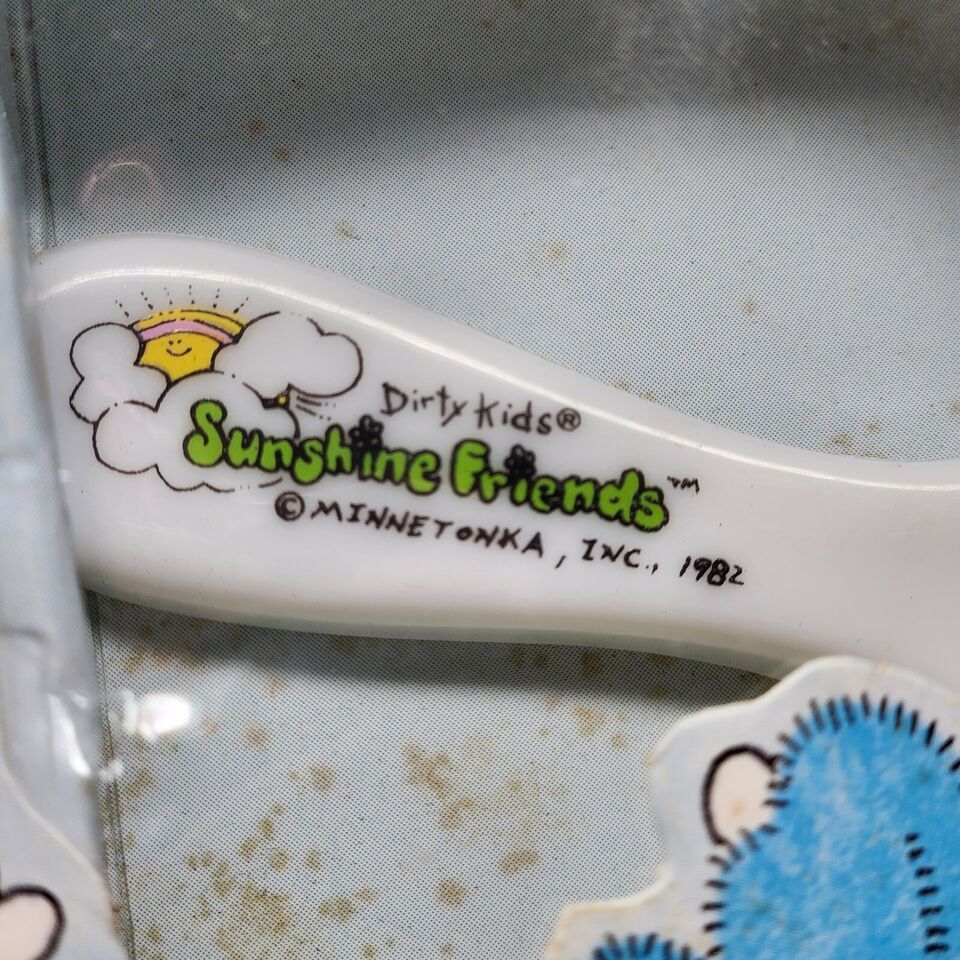 Dirty Kids®
Sunshine Friends™
© MINNETONKA, INC., 1982